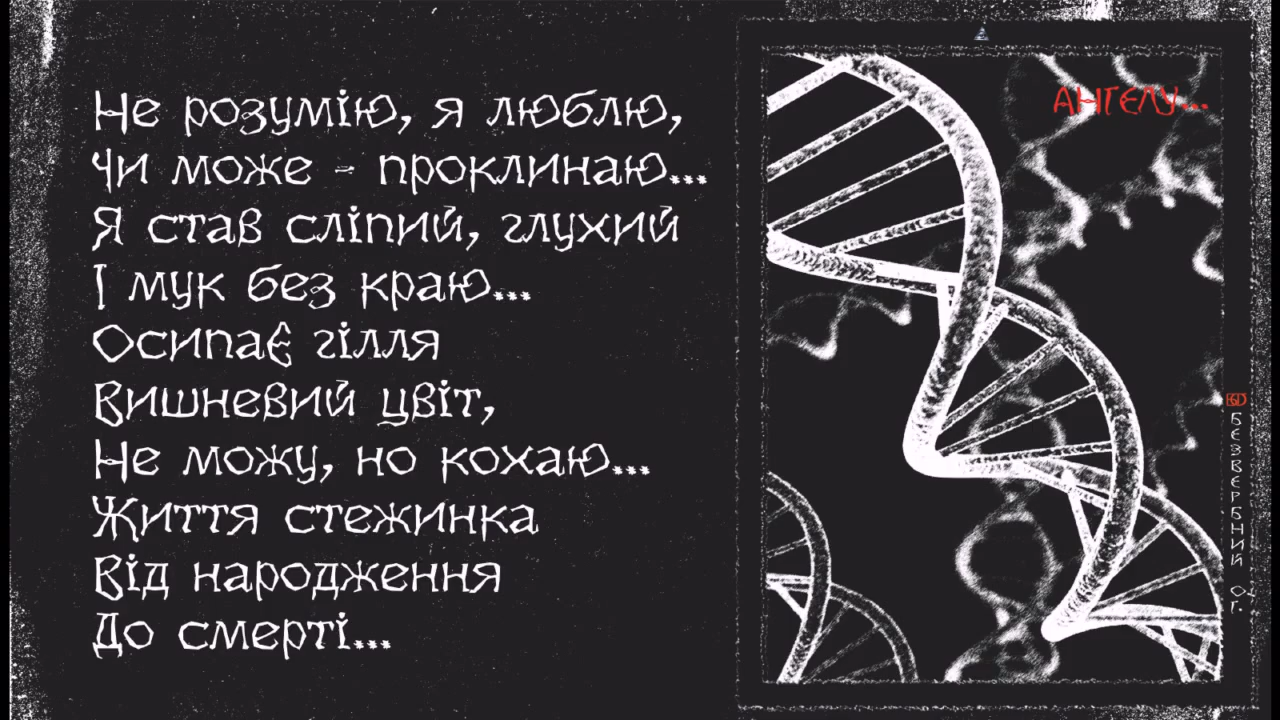 Не розумію, я люблю,
Чи може - проклинаю...
Я став сліпий, глухий
І мук без краю...
Осипає гілля
Вишневий цвіт,
Не можу, но кохаю...
Життя стежинка
Від народження
До смерті...
АНГЕЛУ...
БЕЗВЕРБНИЙ О.Г.